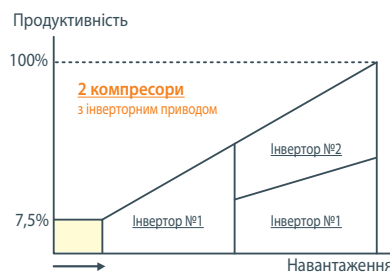 Продуктивність
100%
2 компресори
з інверторним приводом
Інвертор №2
7,5%
Інвертор №1
Інвертор №1
Навантаження